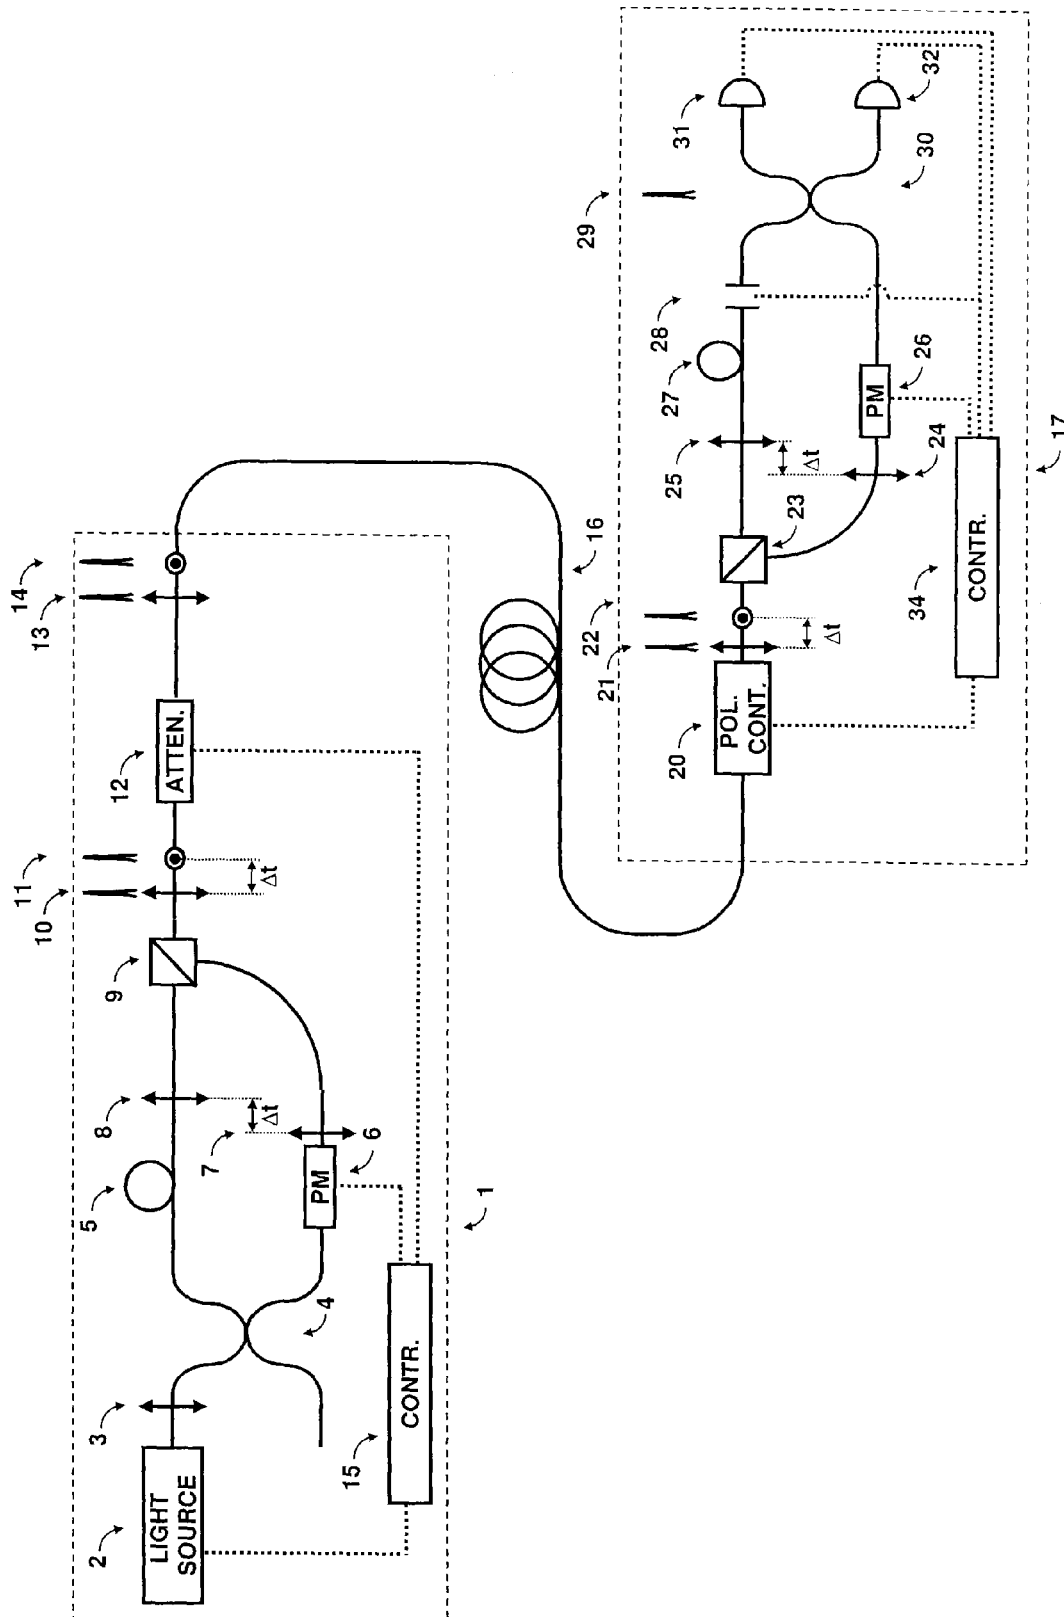 2
LIGHT
SOURCE
3
4
5
PM
6
7
8
Δt
9
10
11
Δt
ATTEN.
12
13
14
CONTR.
15
1
16
POL.
CONT.
20
21
22
Δt
23
24
25
Δt
PM
26
27
28
29
30
31
32
CONTR.
34
17